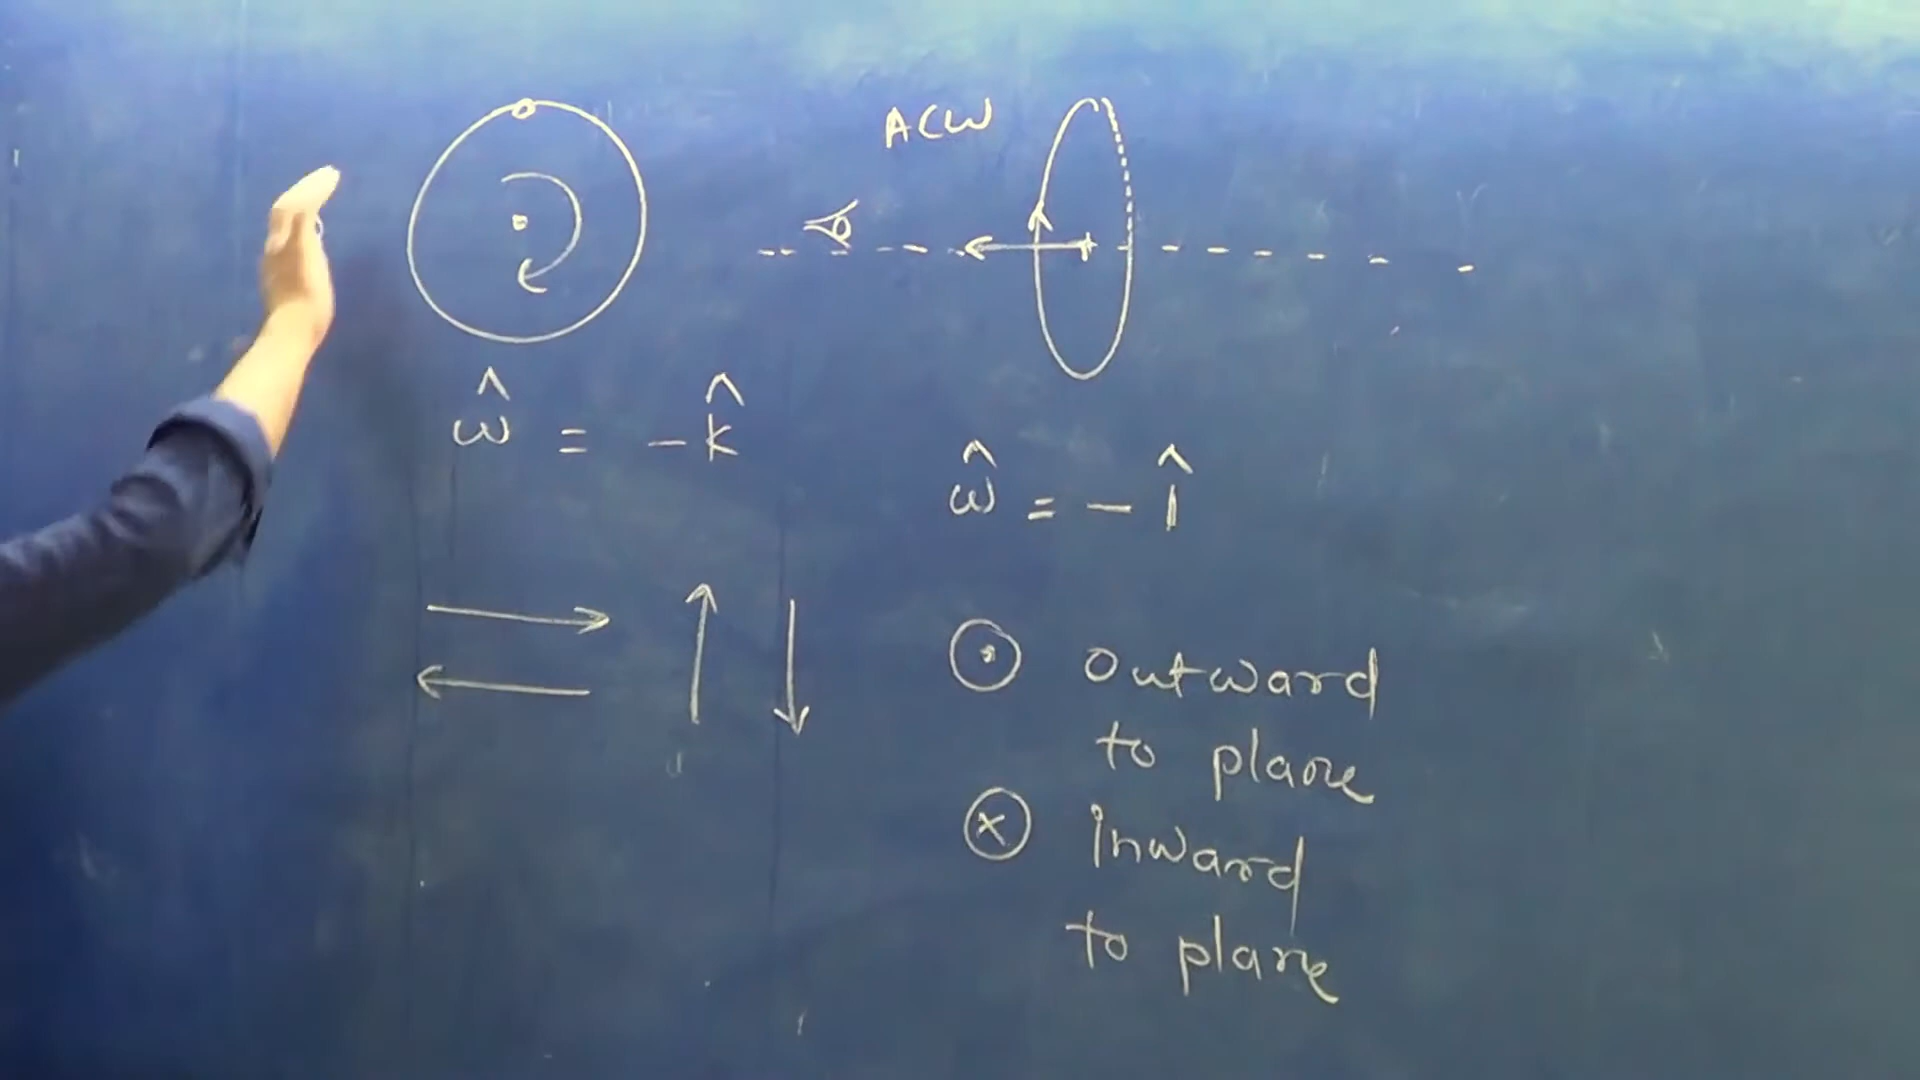 ACW
ω̂ = - k̂
ω̂ = - î
⊙ outward
to plane
⊗ inward
to plane